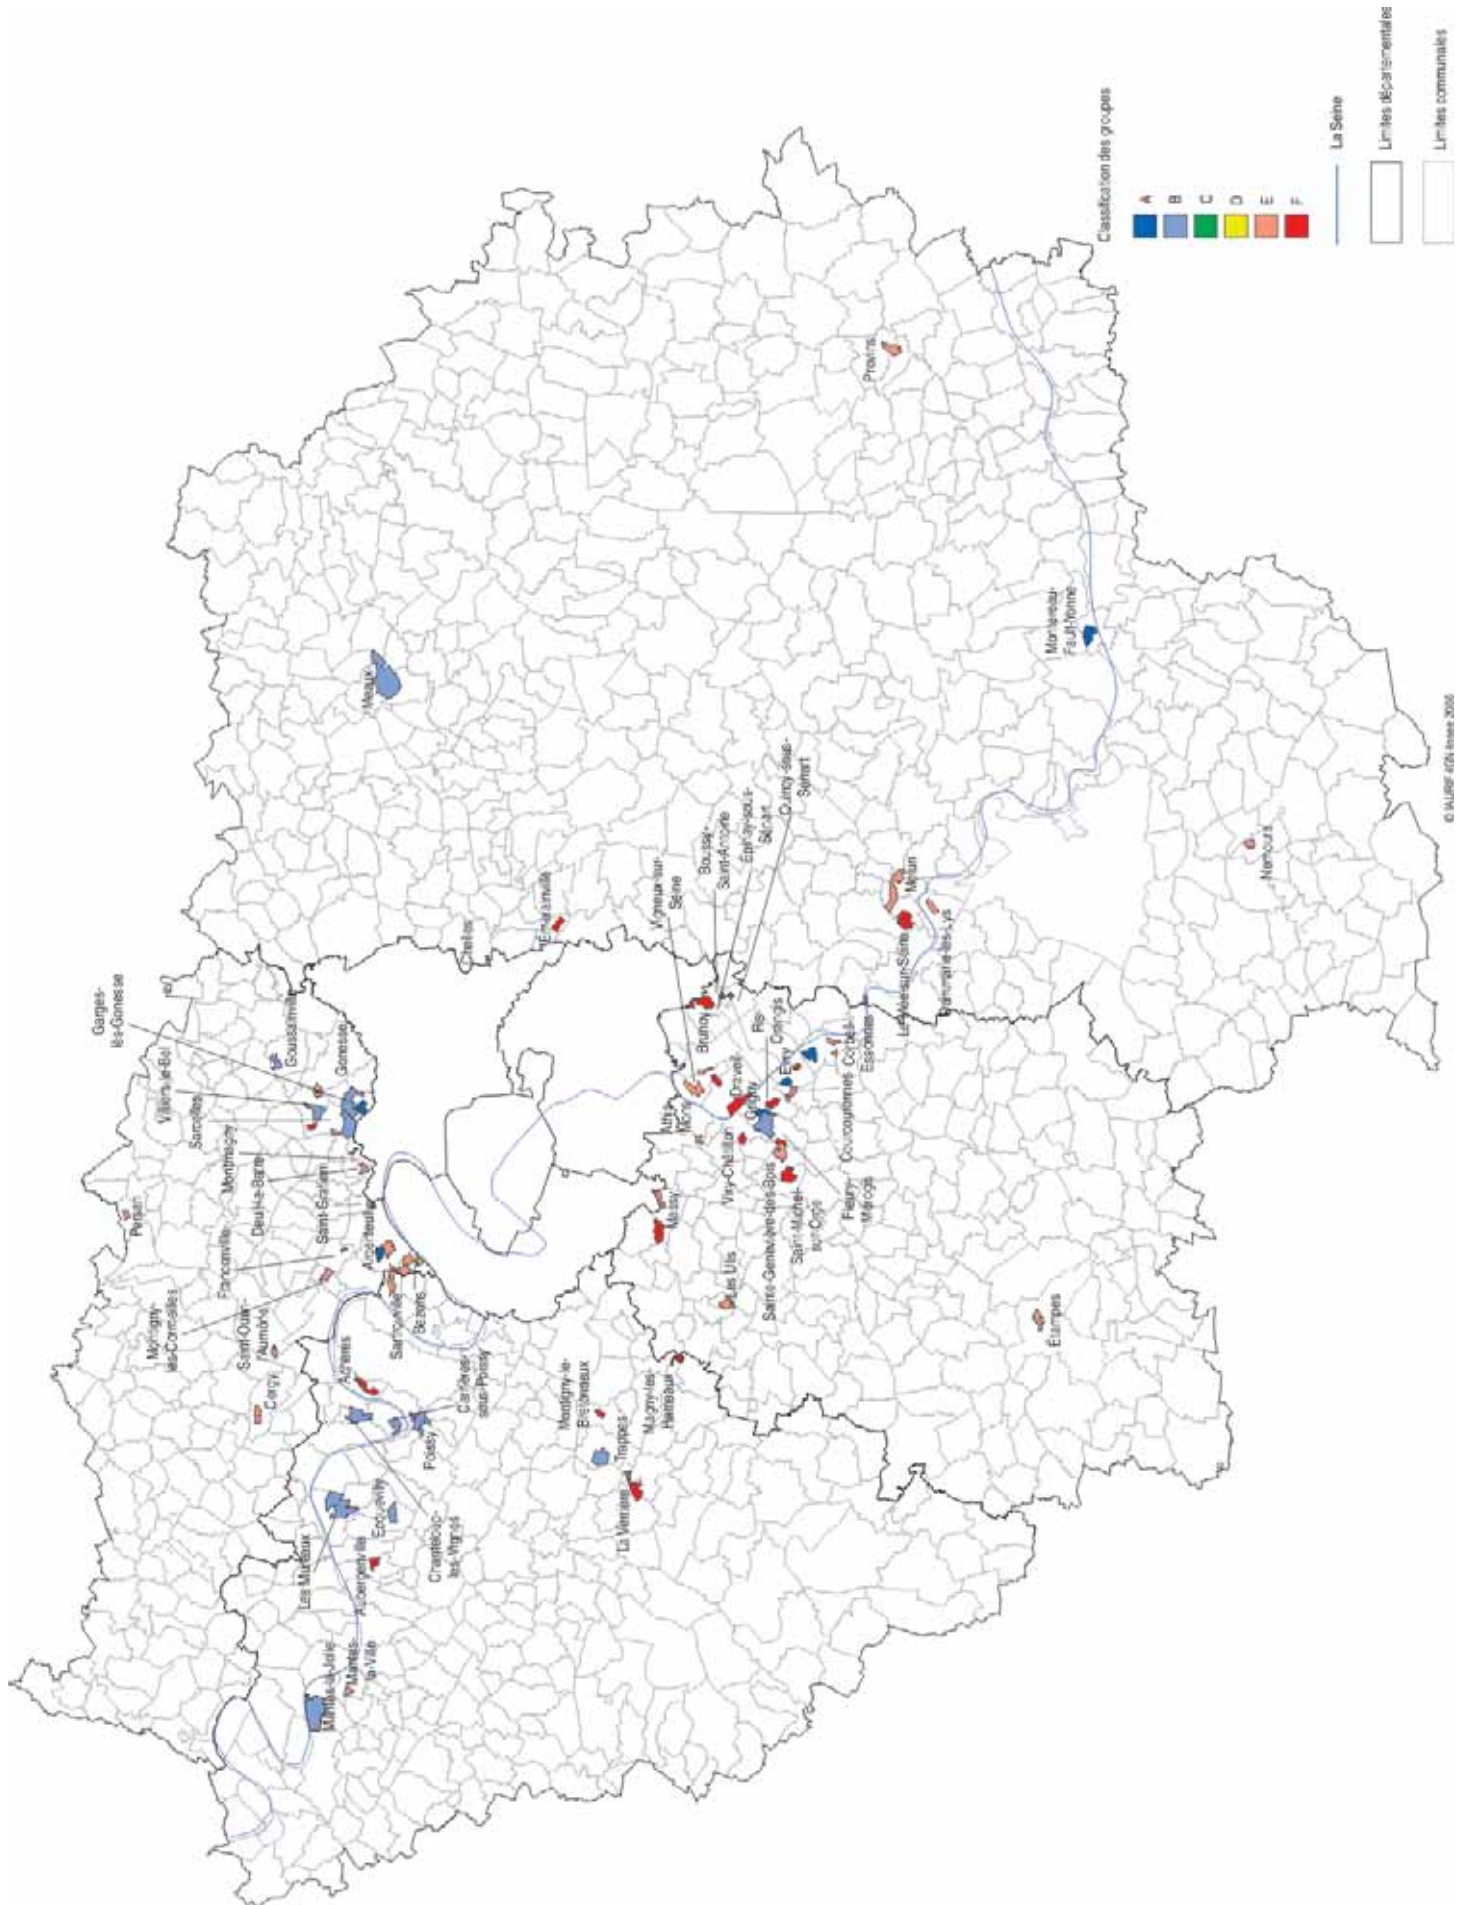 Garges-
lès-Gonesse
Villiers-le-Bel
Sarcelles
Goussainville
Gonesse
Montmagny
Deuil-la-Barre
Saint-Gratien
Persan
Franconville
Argenteuil
Montigny-
lès-Cormeilles
Saint-Ouen-
l'Aumône
Cergy
Sartrouville
Bezons
Achères
Carrières-
sous-Poissy
Poissy
Chanteloup-
les-Vignes
Ecquevilly
Les Mureaux
Aubergenville
Mantes-la-Jolie
Mantes-
la-Ville
Meaux
Chelles
Émerainville
Montigny-le-
Bretonneux
Trappes
La Verrière
Magny-les-
Hameaux
Massy
Les Ulis
Vigneux-sur-
Seine
Boussy-
Saint-Antoine
Epinay-sous-
Sénart
Quincy-sous-
Sénart
Brunoy
Athis-
Mons
Draveil
Grigny
Viry-Châtillon
Ris-
Orangis
Evry
Corbeil-
Essonnes
Courcouronnes
Fleury-
Mérogis
Sainte-Geneviève-des-Bois
Saint-Michel-
sur-Orge
Étampes
Le Mée-sur-Seine
Melun
Dammarie-les-Lys
Montereau-
Fault-Yonne
Provins
Nemours
Classification des groupes
A
B
C
D
E
F
La Seine
Limites départementales
Limites communales
© IAURIF-IGN-Insee 2006